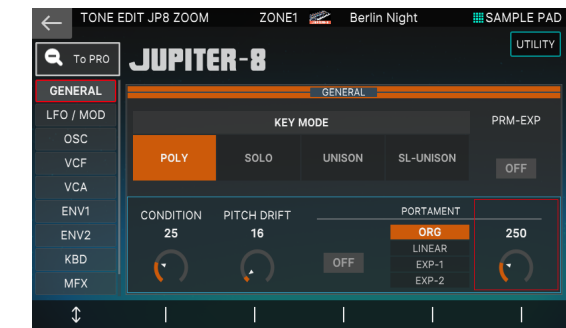 TONE EDIT JP8 ZOOM ZONE1 Berlin Night SAMPLE PAD
UTILITY
To PRO
JUPITER-8
GENERAL
LFO / MOD
OSC
VCF
VCA
ENV1
ENV2
KBD
MFX
GENERAL
KEY MODE
PRM-EXP
POLY SOLO UNISON SL-UNISON
OFF
CONDITION PITCH DRIFT PORTAMENT
25 16 OFF ORG 250
LINEAR
EXP-1
EXP-2